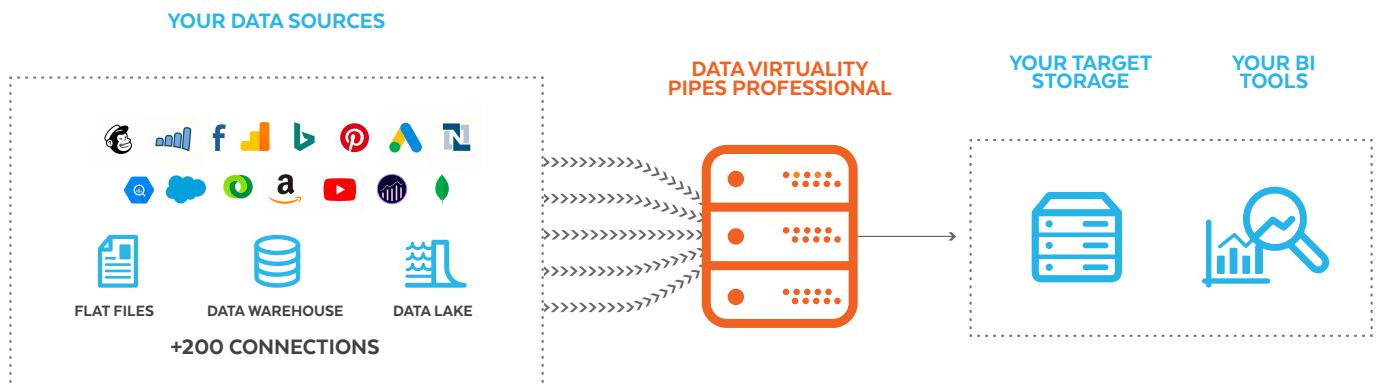 YOUR DATA SOURCES
DATA VIRTUALITY
PIPES PROFESSIONAL
YOUR TARGET
STORAGE
YOUR BI
TOOLS
FLAT FILES
DATA WAREHOUSE
DATA LAKE
+200 CONNECTIONS